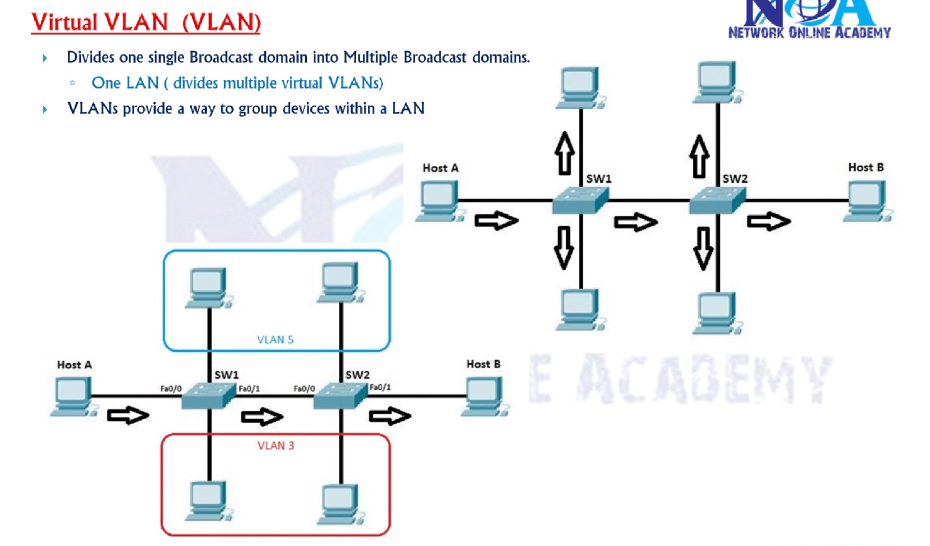 Virtual VLAN (VLAN)
NETWORK ONLINE ACADEMY
Divides one single Broadcast domain into Multiple Broadcast domains.
One LAN ( divides multiple virtual VLANs)
VLANs provide a way to group devices within a LAN
Host A
SW1
SW2
Host B
VLAN 5
Host A
SW1
SW2
Host B
Fa0/0
Fa0/1
Fa0/0
Fa0/1
VLAN 3
E ACADEMY